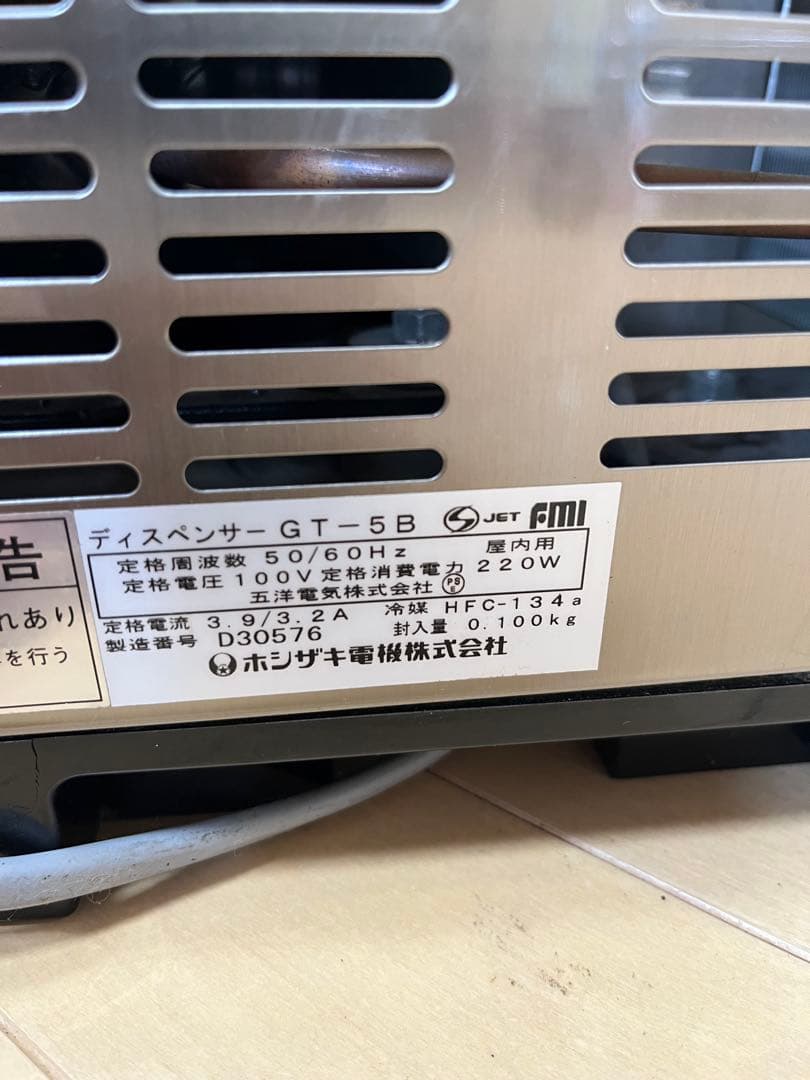 告
れあり
を行う
ディスペンサー GT-5B JET FMI
定格周波数 50/60Hz 屋内用
定格電圧 100V 定格消費電力 220W
五洋電気株式会社 PS E
定格電流 3.9/3.2A 冷媒 HFC-134a
製造番号 D30576 封入量 0.100kg
ホシザキ電機株式会社